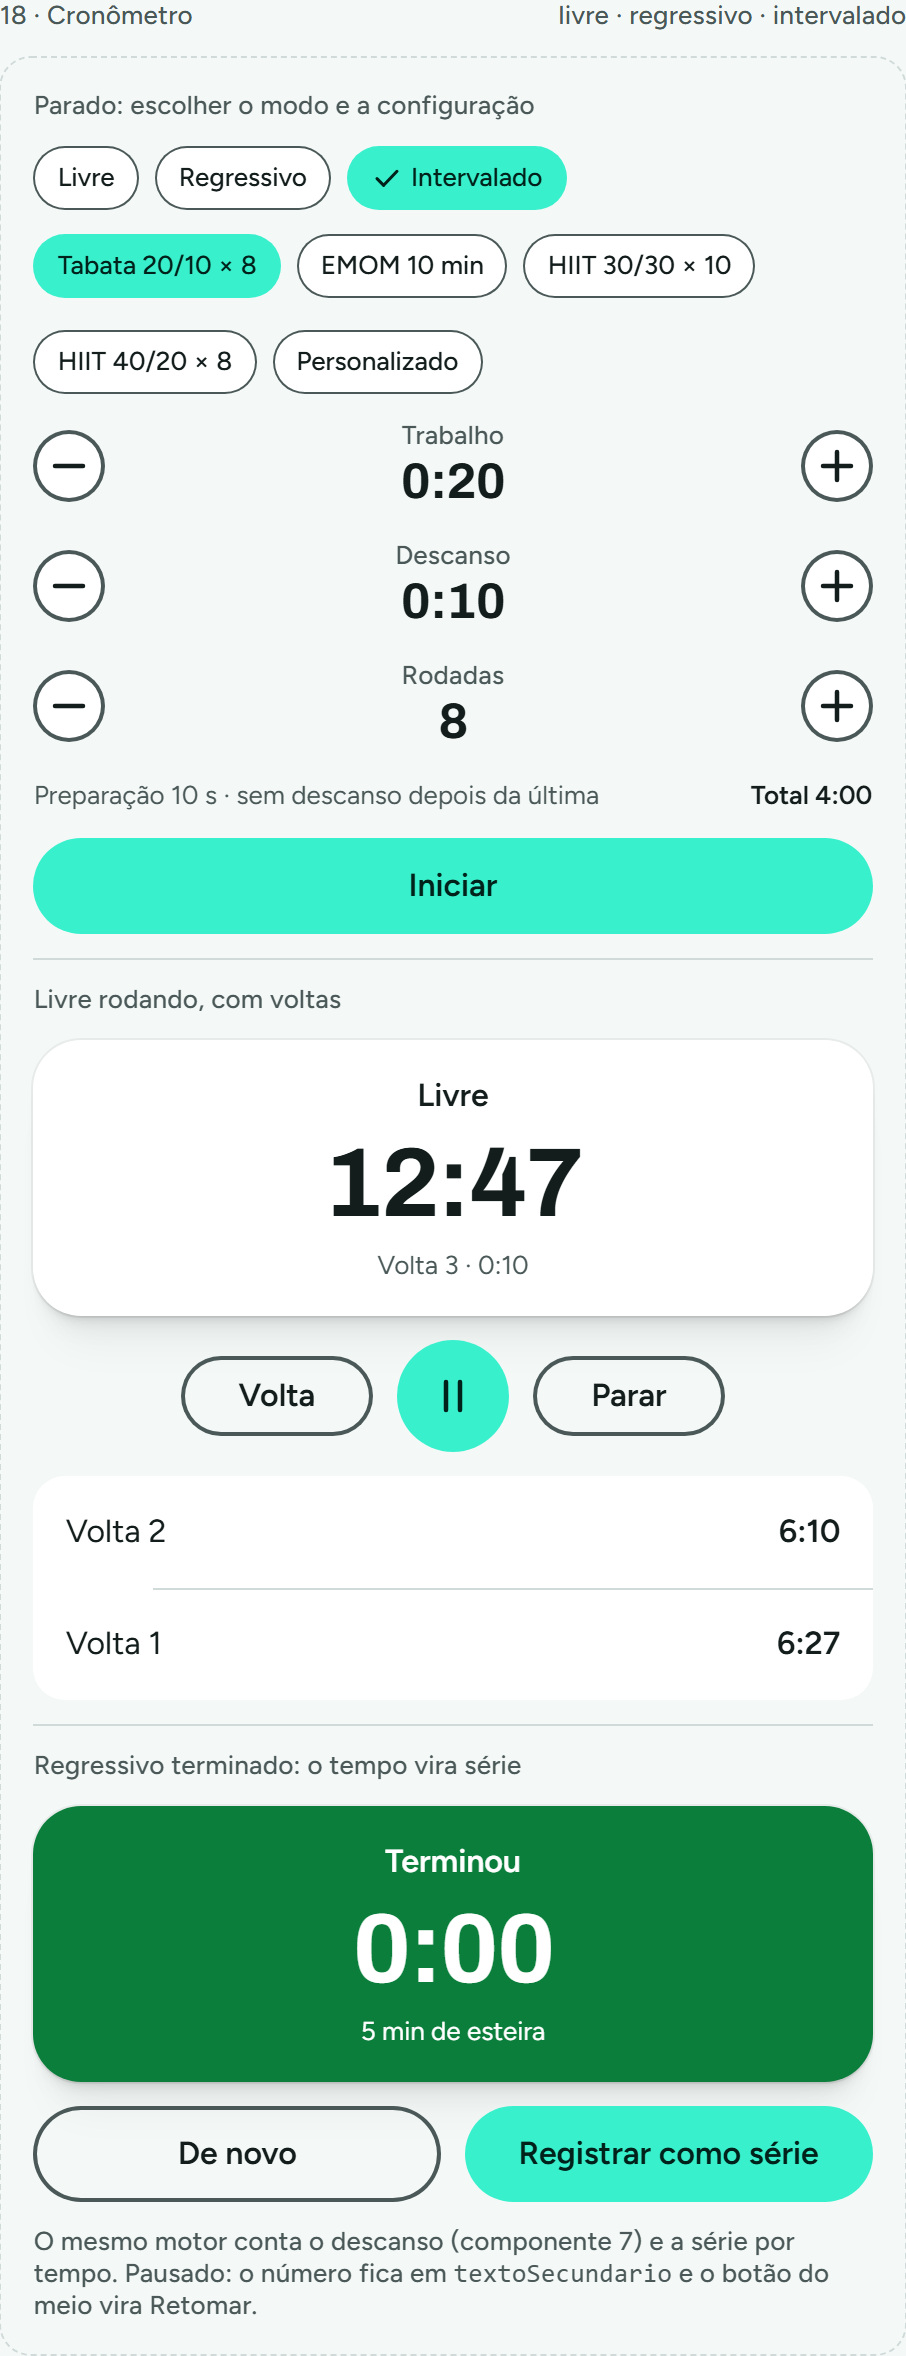 18 · Cronômetro livre · regressivo · intervalado
Parado: escolher o modo e a configuração
Livre Regressivo Intervalado
Tabata 20/10 × 8 EMOM 10 min HIIT 30/30 × 10
HIIT 40/20 × 8 Personalizado
Trabalho
0:20
Descanso
0:10
Rodadas
8
Preparação 10 s · sem descanso depois da última Total 4:00
Iniciar
Livre rodando, com voltas
Livre
12:47
Volta 3 · 0:10
Volta Parar
Volta 2 6:10
Volta 1 6:27
Regressivo terminado: o tempo vira série
Terminou
0:00
5 min de esteira
De novo Registrar como série
O mesmo motor conta o descanso (componente 7) e a série por
tempo. Pausado: o número fica em textoSecundario e o botão do
meio vira Retomar.